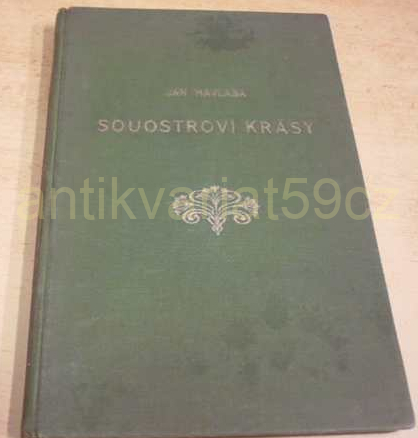 JAN HAVLASA
SOUOSTROVÍ KRÁSY
antikvariat59cz